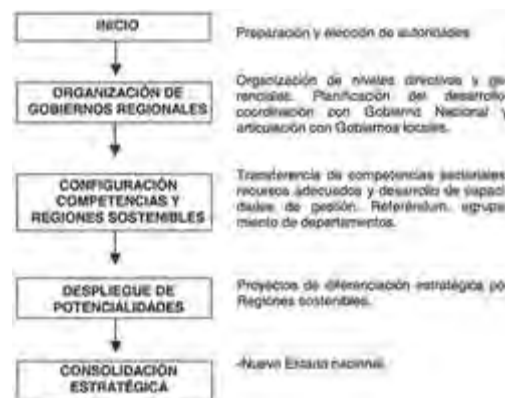 INICIO
Preparación y elección de autoridades
ORGANIZACIÓN DE
GOBIERNOS REGIONALES
Organización de niveles directivos y ge
renciales. Planificación del desarrollo
coordinación con Gobierno Nacional y
articulación con Gobiernos locales.
CONFIGURACIÓN
COMPETENCIAS Y
REGIONES SOSTENIBLES
Transferencia de competencias sectoriales
recursos adecuados y desarrollo de capaci
dades de gestión. Referéndum, agrupa
miento de departamentos.
DESPLIEGUE DE
POTENCIALIDADES
Proyectos de diferenciación estratégica po
Regiones sostenibles.
CONSOLIDACIÓN
ESTRATÉGICA
-Nuevo Estado nacional.